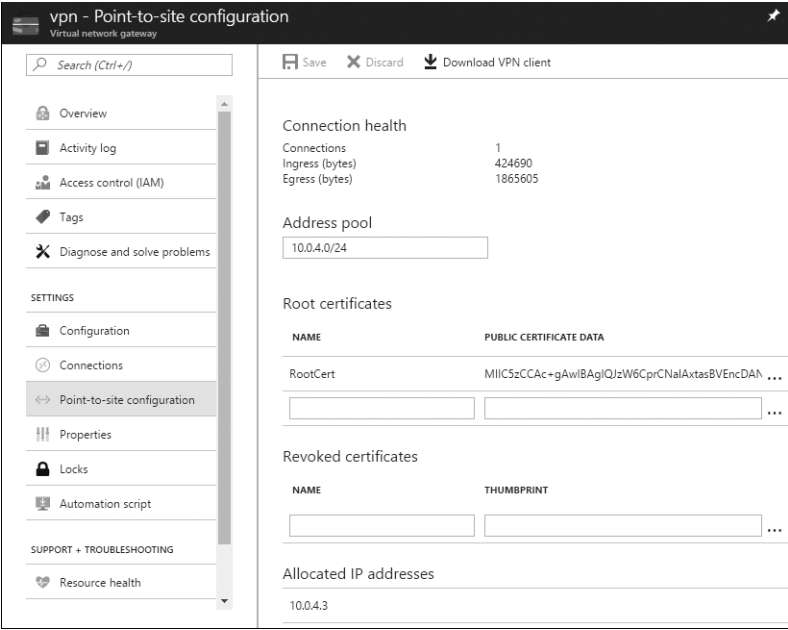 vpn - Point-to-site configuration
Virtual network gateway
Search (Ctrl+/)
Overview
Activity log
Access control (IAM)
Tags
Diagnose and solve problems
SETTINGS
Configuration
Connections
Point-to-site configuration
Properties
Locks
Automation script
SUPPORT + TROUBLESHOOTING
Resource health
Save Discard Download VPN client
Connection health
Connections 1
Ingress (bytes) 424690
Egress (bytes) 1865605
Address pool
10.0.4.0/24
Root certificates
NAME PUBLIC CERTIFICATE DATA
RootCert MIIC5zCCAc+gAwIBAgIQJzW6CprCNalAxtasBVEncDAN ...
...
Revoked certificates
NAME THUMBPRINT
...
Allocated IP addresses
10.0.4.3